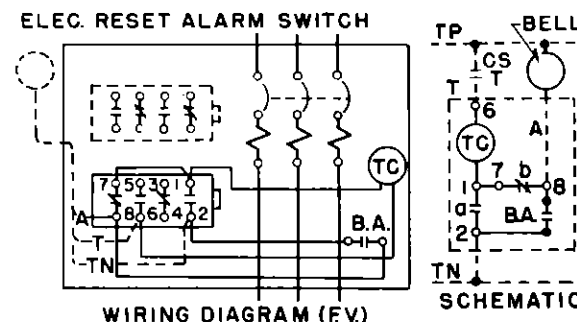 ELEC. RESET ALARM SWITCH
TC
7 5 3 1
A 8 6 4 2
T
TN
B.A.
WIRING DIAGRAM (F.V.)
TP
BELL
CS
T T
6
A
TC
1 7 b 8
a B.A.
2
TN
SCHEMATIC